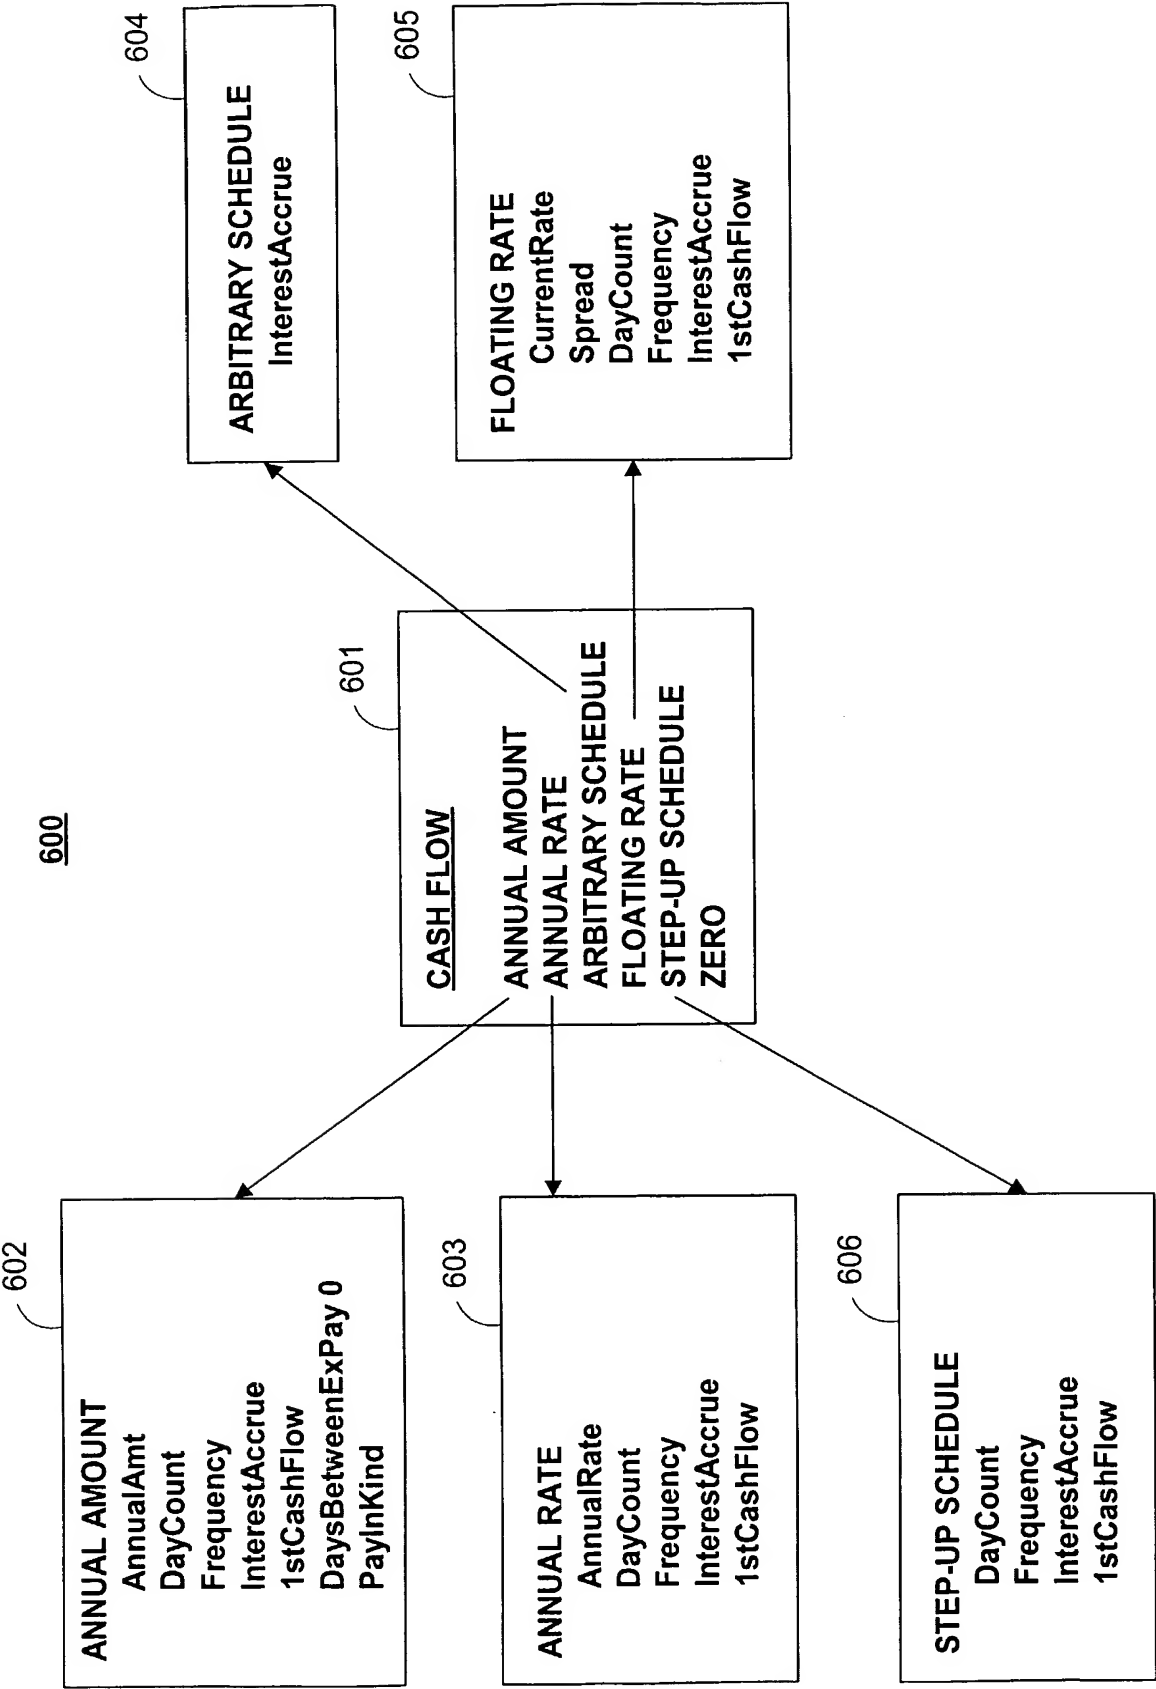 600
602
ANNUAL AMOUNT
AnnualAmt
DayCount
Frequency
InterestAccrue
1stCashFlow
DaysBetweenExPay 0
PayInKind
603
ANNUAL RATE
AnnualRate
DayCount
Frequency
InterestAccrue
1stCashFlow
606
STEP-UP SCHEDULE
DayCount
Frequency
InterestAccrue
1stCashFlow
601
CASH FLOW
ANNUAL AMOUNT
ANNUAL RATE
ARBITRARY SCHEDULE
FLOATING RATE
STEP-UP SCHEDULE
ZERO
604
ARBITRARY SCHEDULE
InterestAccrue
605
FLOATING RATE
CurrentRate
Spread
DayCount
Frequency
InterestAccrue
1stCashFlow